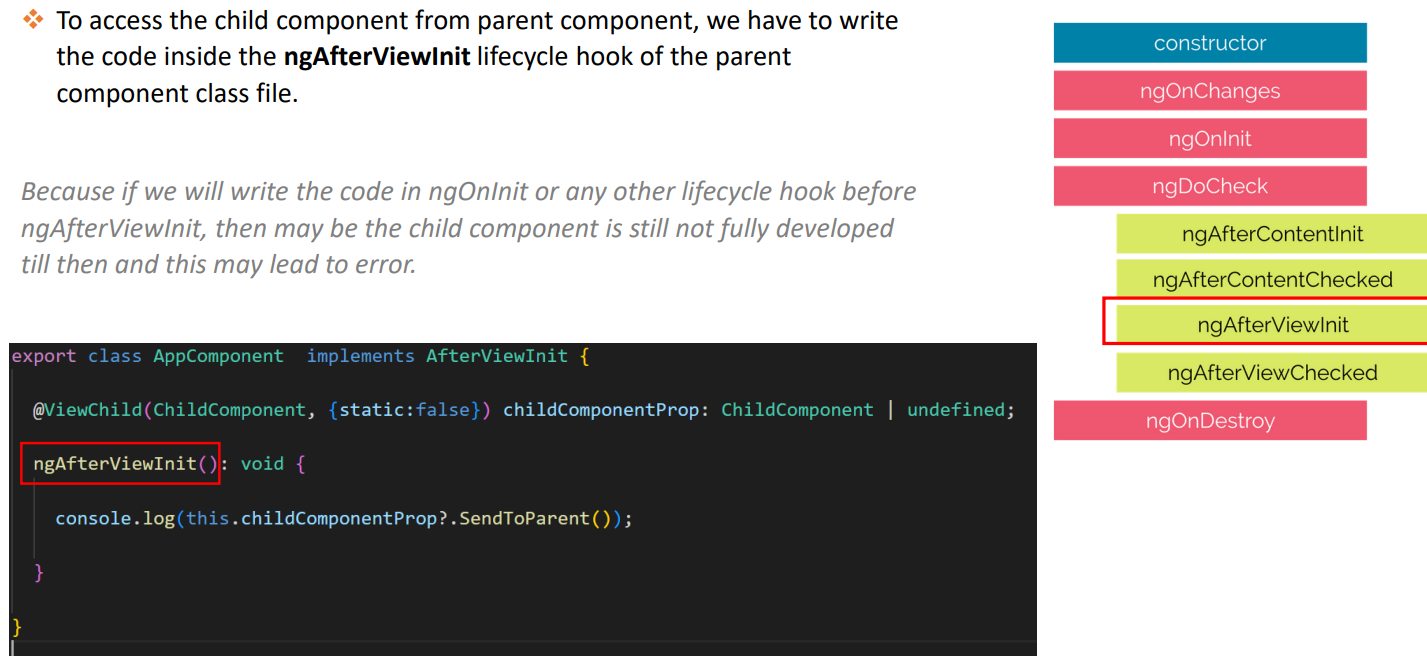 ❖ To access the child component from parent component, we have to write
the code inside the ngAfterViewInit lifecycle hook of the parent
component class file.
Because if we will write the code in ngOnInit or any other lifecycle hook before
ngAfterViewInit, then may be the child component is still not fully developed
till then and this may lead to error.
export class AppComponent  implements AfterViewInit {
@ViewChild(ChildComponent, {static:false}) childComponentProp: ChildComponent | undefined;
ngAfterViewInit(): void {
console.log(this.childComponentProp?.SendToParent());
}
}
constructor
ngOnChanges
ngOnInit
ngDoCheck
ngAfterContentInit
ngAfterContentChecked
ngAfterViewInit
ngAfterViewChecked
ngOnDestroy